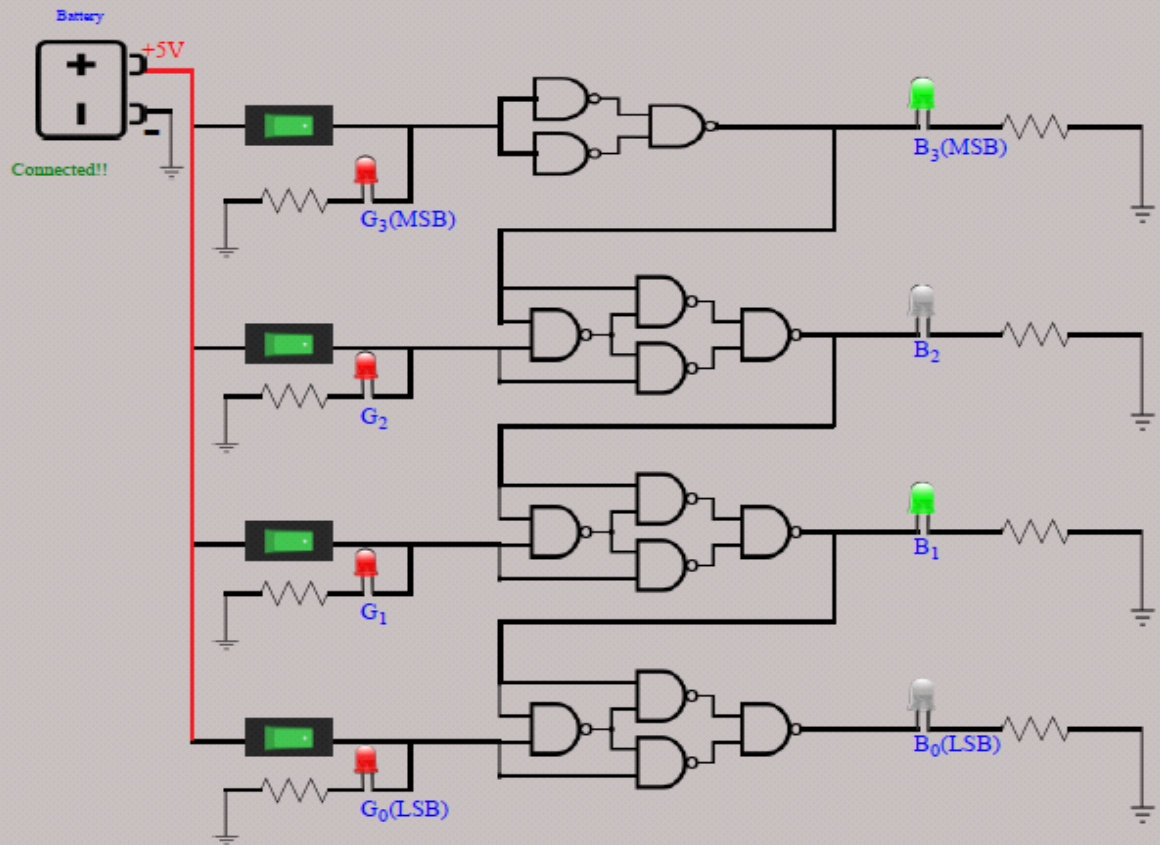 Battery
+5V
+
-
-
Connected!!
G₃(MSB)
B₃(MSB)
G₂
B₂
G₁
B₁
G₀(LSB)
B₀(LSB)